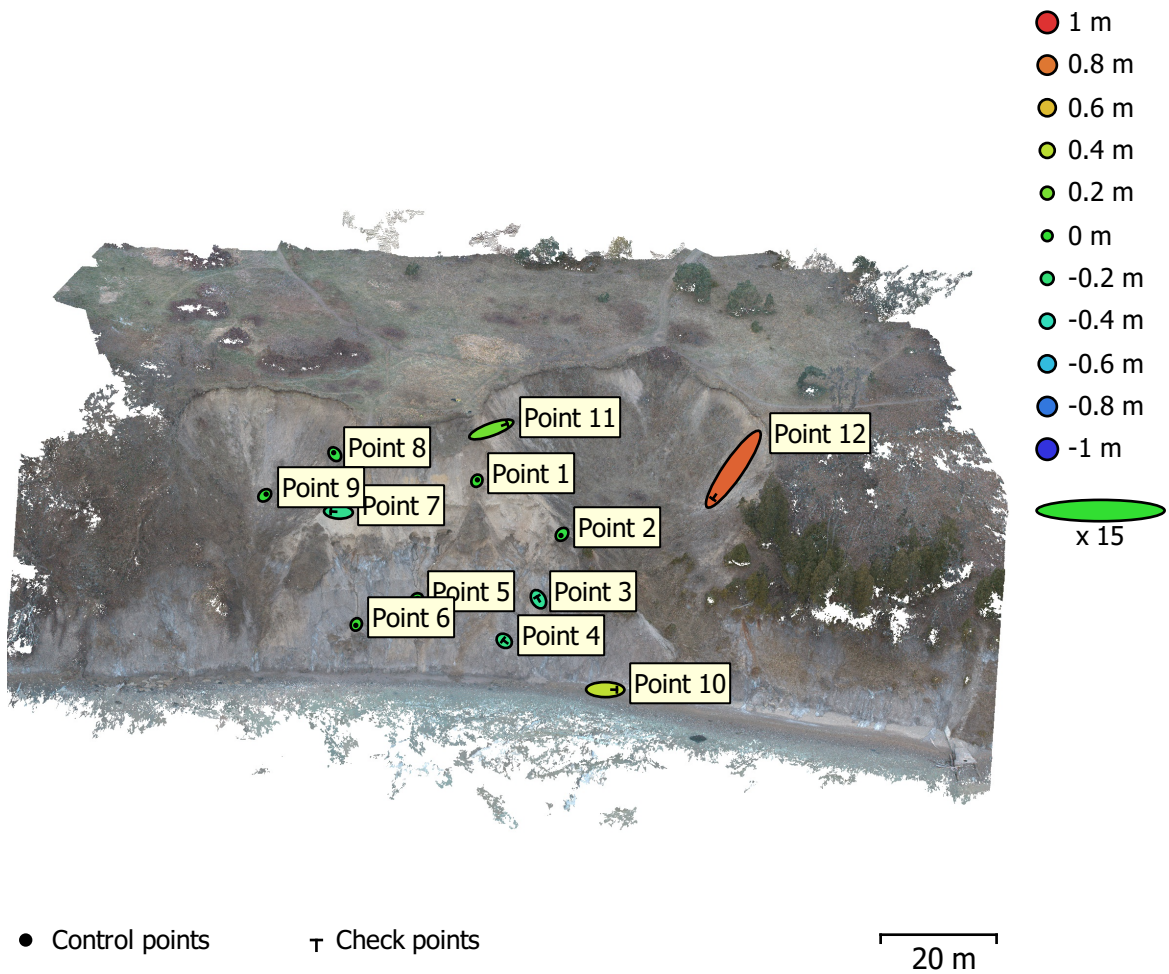 1 m
0.8 m
0.6 m
0.4 m
0.2 m
0 m
-0.2 m
-0.4 m
-0.6 m
-0.8 m
-1 m
x 15
Point 11
Point 12
Point 8
Point 1
Point 9
Point 7
Point 2
Point 5
Point 3
Point 6
Point 4
Point 10
Control points
Check points
20 m